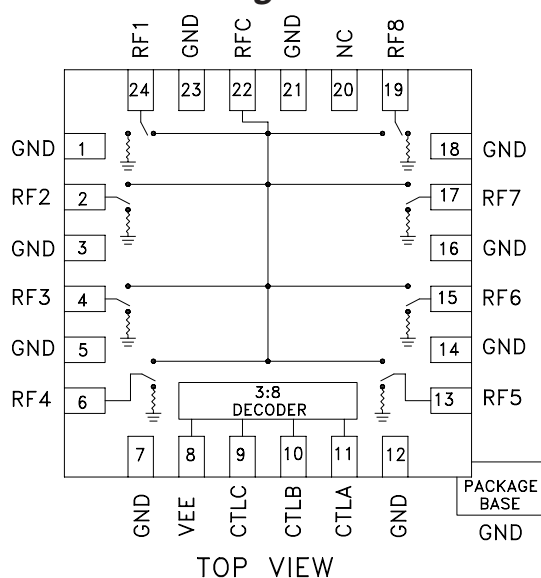 RF1
GND
RFC
GND
NC
RF8
24
23
22
21
20
19
GND 1
18 GND
RF2 2
17 RF7
GND 3
16 GND
RF3 4
15 RF6
GND 5
14 GND
RF4 6
13 RF5
3:8
DECODER
7
8
9
10
11
12
GND
VEE
CTLC
CTLB
CTLA
GND
PACKAGE
BASE
GND
TOP VIEW